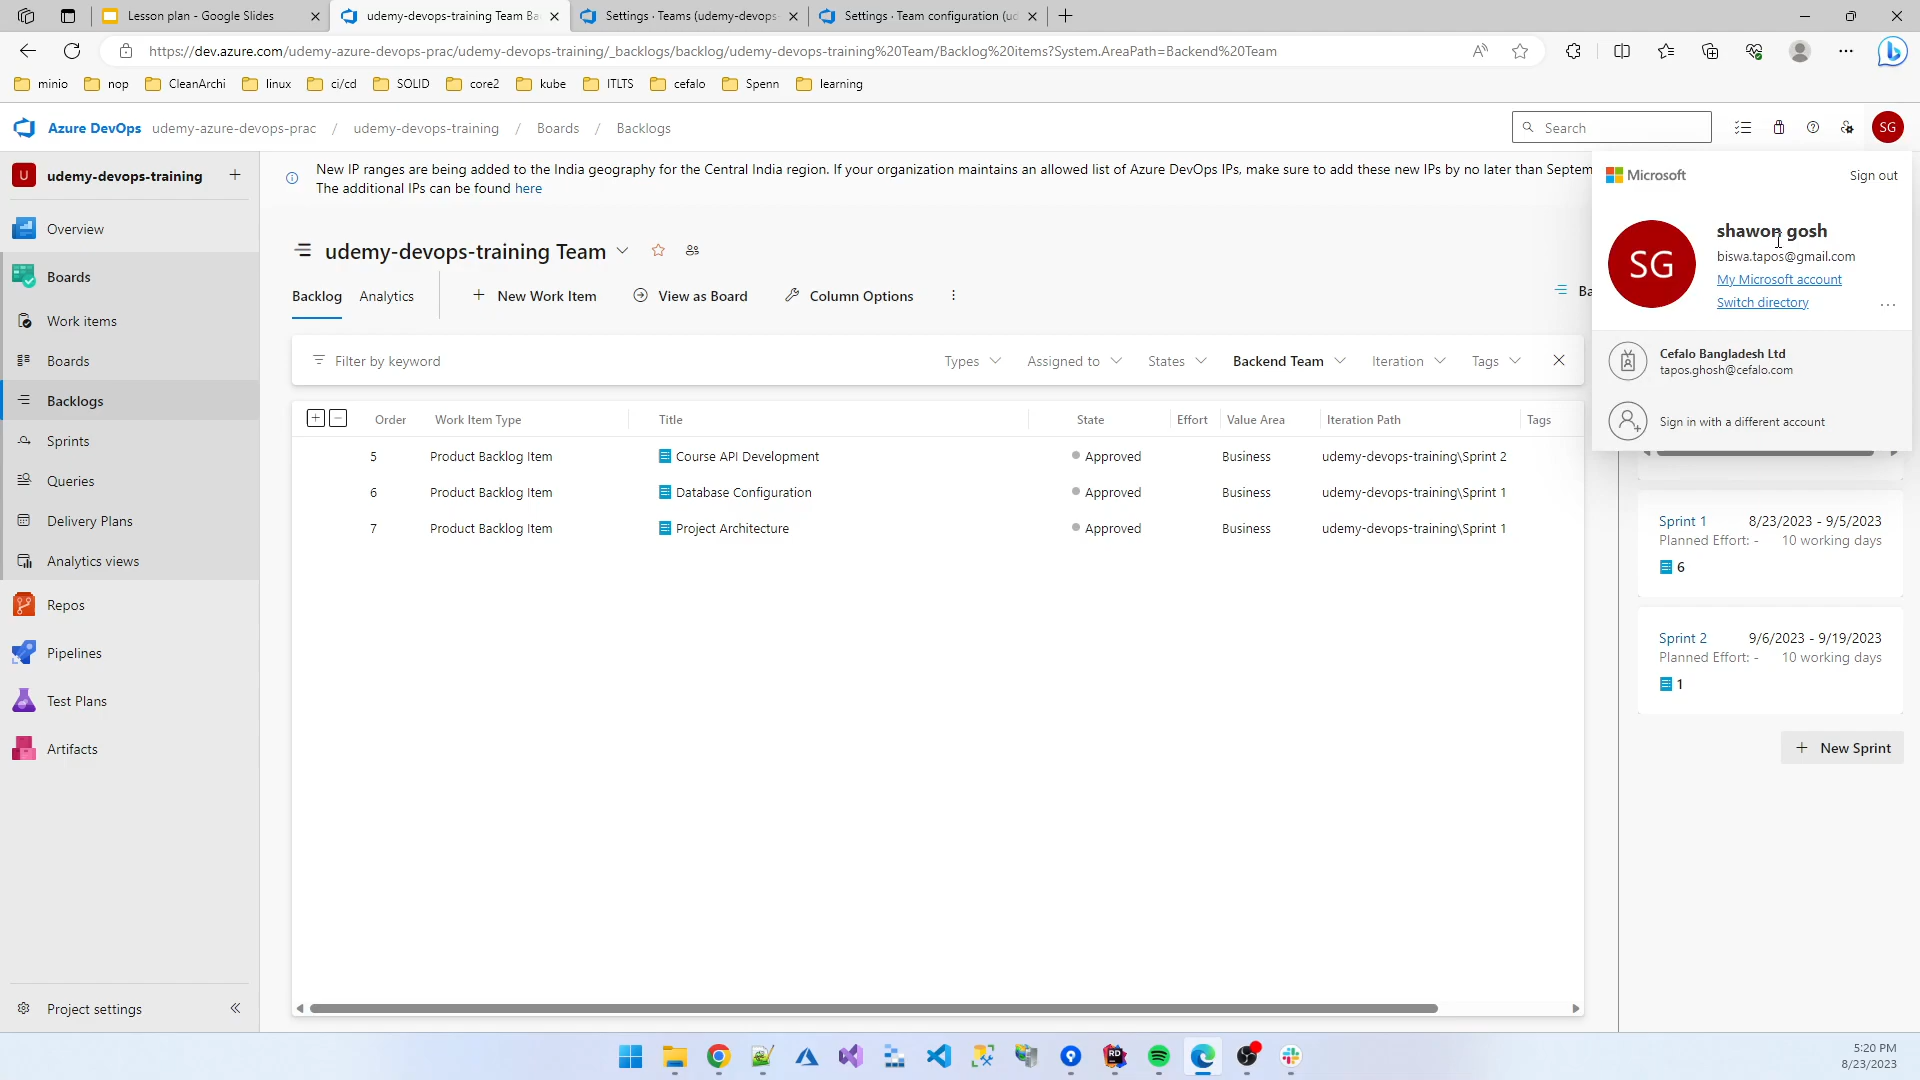 Lesson plan - Google Slides
udemy-devops-training Team Ba
Settings · Teams (udemy-devops-
Settings · Team configuration (ud
https://dev.azure.com/udemy-azure-devops-prac/udemy-devops-training/_backlogs/backlog/udemy-devops-training%20Team/Backlog%20items?System.AreaPath=Backend%20Team
minio
nop
CleanArchi
linux
ci/cd
SOLID
core2
kube
ITLTS
cefalo
Spenn
learning
Azure DevOps
udemy-azure-devops-prac / udemy-devops-training / Boards / Backlogs
Search
SG
U
udemy-devops-training
New IP ranges are being added to the India geography for the Central India region. If your organization maintains an allowed list of Azure DevOps IPs, make sure to add these new IPs by no later than Septem
The additional IPs can be found here
Microsoft
Sign out
SG
shawon gosh
biswa.tapos@gmail.com
My Microsoft account
Switch directory
Cefalo Bangladesh Ltd
tapos.ghosh@cefalo.com
Sign in with a different account
Overview
Boards
Work items
Boards
Backlogs
Sprints
Queries
Delivery Plans
Analytics views
Repos
Pipelines
Test Plans
Artifacts
Project settings
udemy-devops-training Team
Backlog
Analytics
New Work Item
View as Board
Column Options
Ba
Filter by keyword
Types
Assigned to
States
Backend Team
Iteration
Tags
Order Work Item Type Title State Effort Value Area Iteration Path Tags
5 Product Backlog Item Course API Development Approved Business udemy-devops-training\Sprint 2
6 Product Backlog Item Database Configuration Approved Business udemy-devops-training\Sprint 1
7 Product Backlog Item Project Architecture Approved Business udemy-devops-training\Sprint 1
Sprint 1 8/23/2023 - 9/5/2023
Planned Effort: - 10 working days
6
Sprint 2 9/6/2023 - 9/19/2023
Planned Effort: - 10 working days
1
New Sprint
RD
5:20 PM
8/23/2023